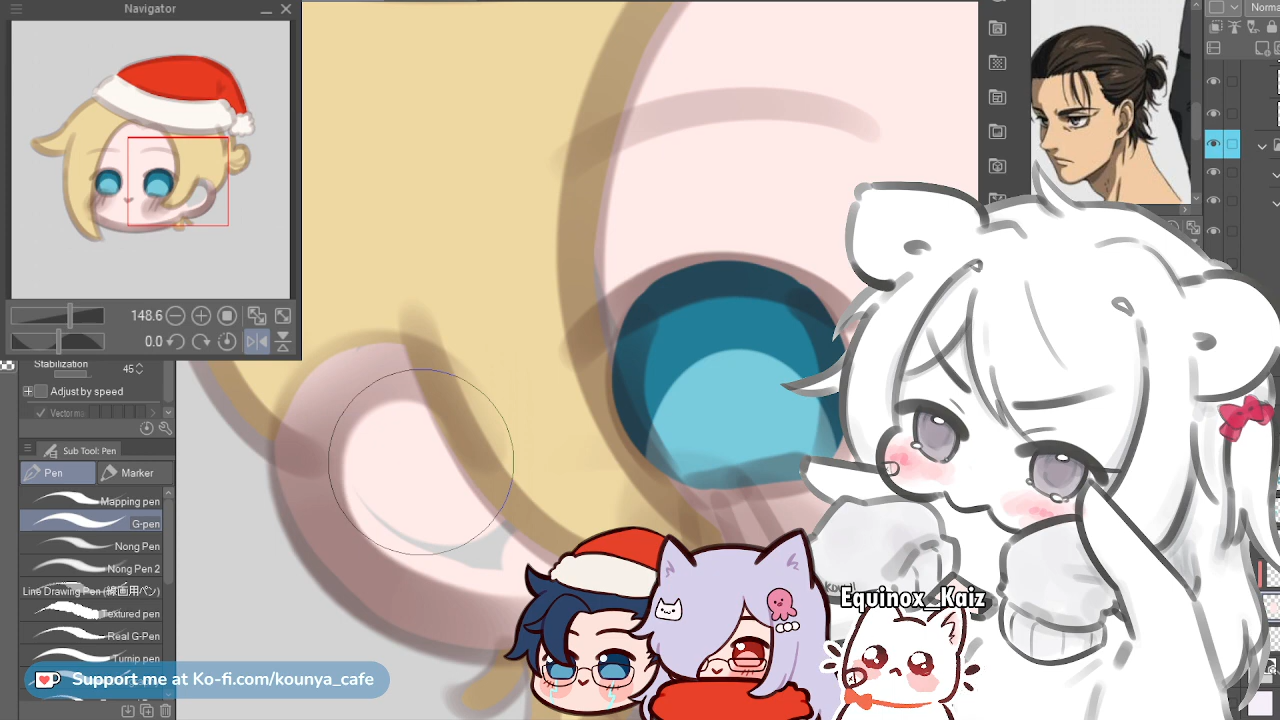 Navigator
148.6
0.0
Stabilization
45
Adjust by speed
Sub Tool: Pen
Pen
Marker
Mapping pen
G-pen
Nong Pen
Nong Pen 2
Line Drawing Pen (線画用ペン)
Textured pen
Real G-Pen
Turnip pen
Support me at Ko-fi.com/kounya_cafe
Equinox_Kaiz